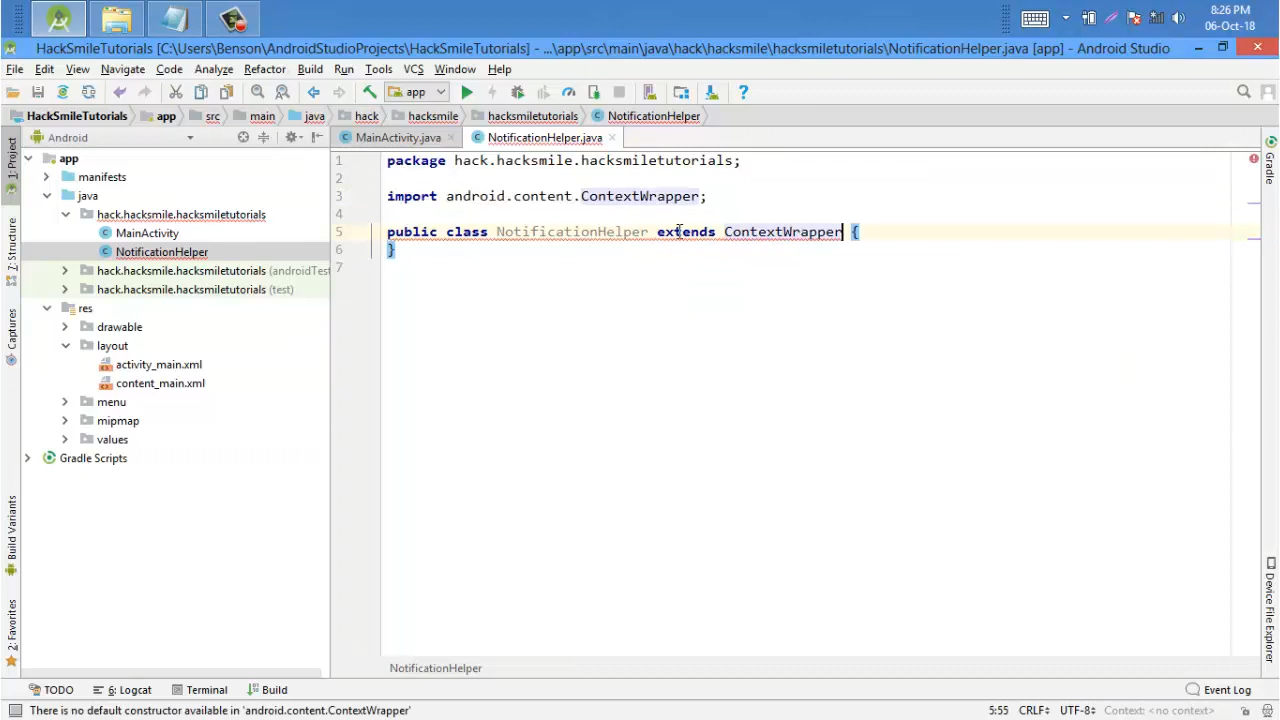 8:26 PM
06-Oct-18
HackSmileTutorials [C:\Users\Benson\AndroidStudioProjects\HackSmileTutorials] - ...\app\src\main\java\hack\hacksmile\hacksmiletutorials\NotificationHelper.java [app] - Android Studio
File Edit View Navigate Code Analyze Refactor Build Run Tools VCS Window Help
app
HackSmileTutorials app src main java hack hacksmile hacksmiletutorials NotificationHelper
Android
MainActivity.java NotificationHelper.java
1: Project
7: Structure
Captures
Build Variants
2: Favorites
app
manifests
java
hack.hacksmile.hacksmiletutorials
MainActivity
NotificationHelper
hack.hacksmile.hacksmiletutorials (androidTest
hack.hacksmile.hacksmiletutorials (test)
res
drawable
layout
activity_main.xml
content_main.xml
menu
mipmap
values
Gradle Scripts
1 package hack.hacksmile.hacksmiletutorials;
2
3 import android.content.ContextWrapper;
4
5 public class NotificationHelper extends ContextWrapper {
6 }
7
Gradle
Device File Explorer
NotificationHelper
TODO 6: Logcat Terminal Build Event Log
There is no default constructor available in 'android.content.ContextWrapper' 5:55 CRLF UTF-8 Context: <no context>